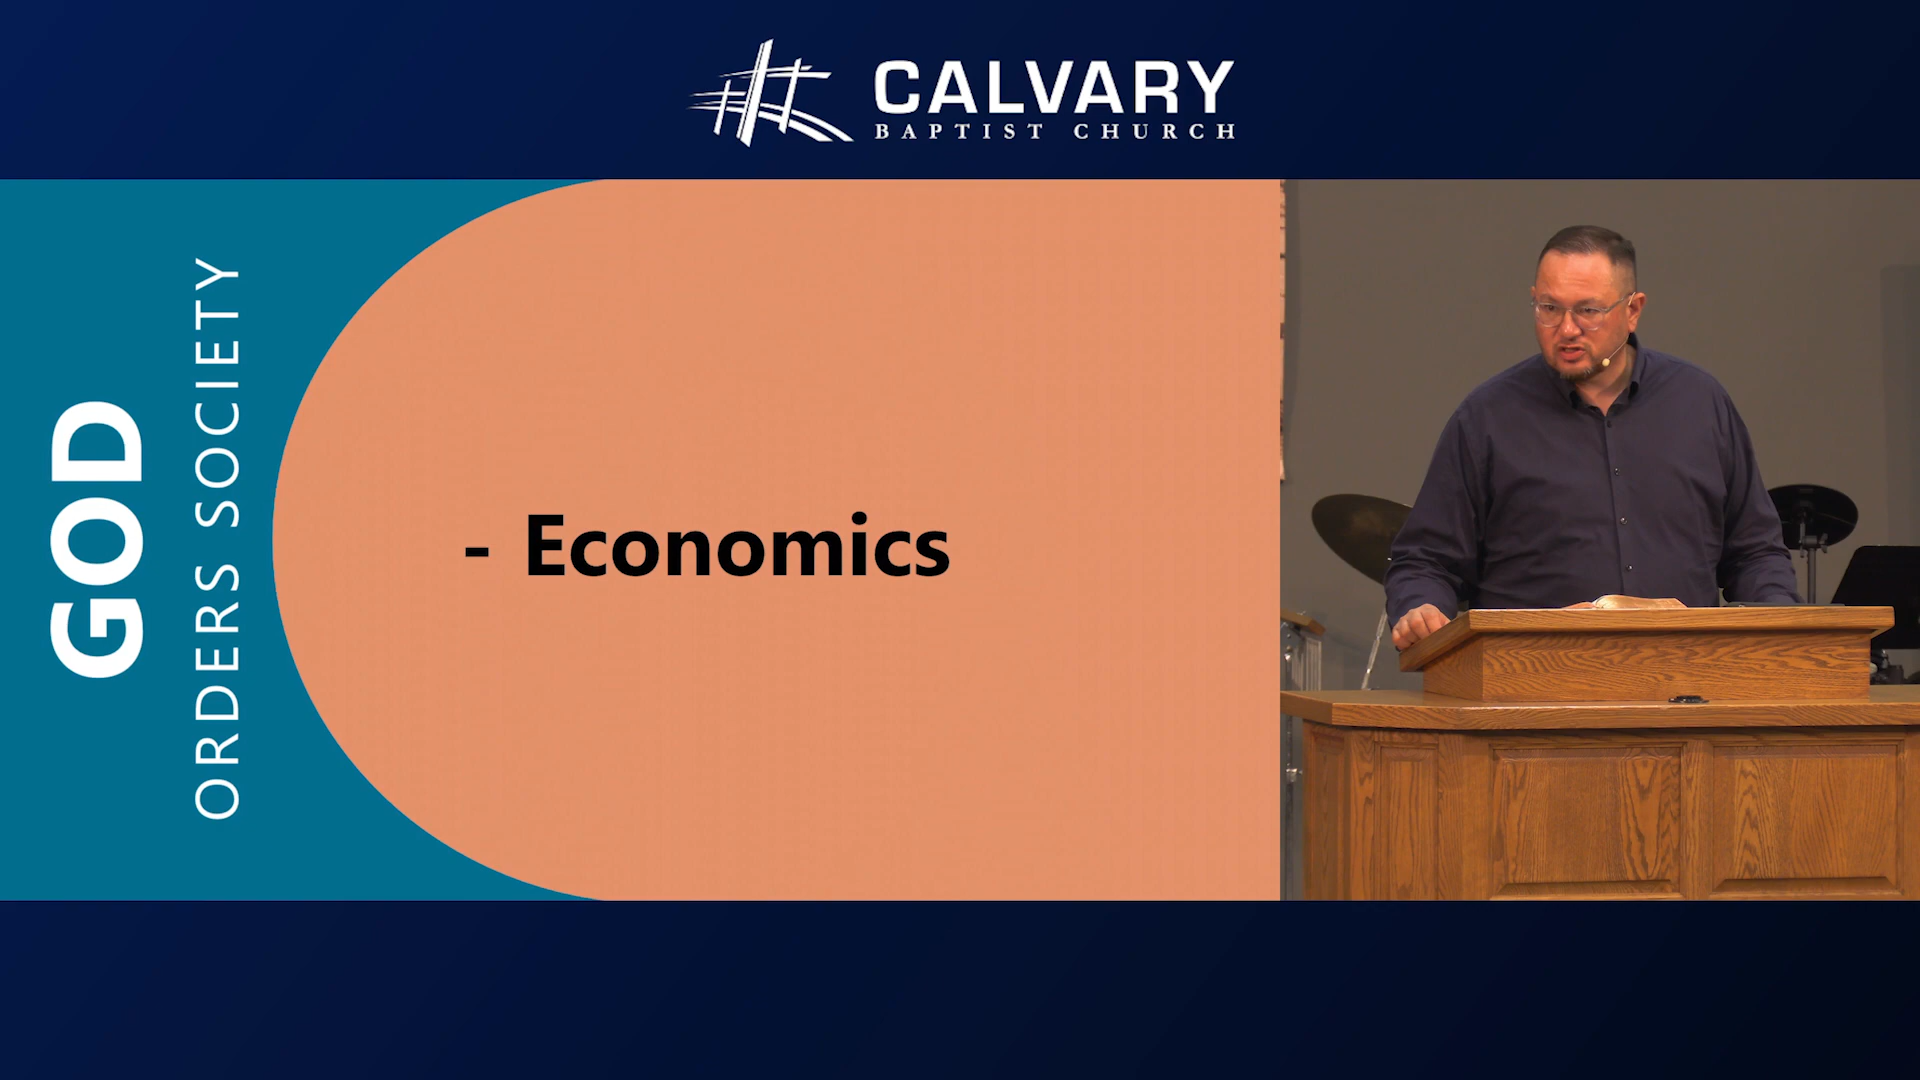 CALVARY
BAPTIST CHURCH
GOD
ORDERS SOCIETY
- Economics